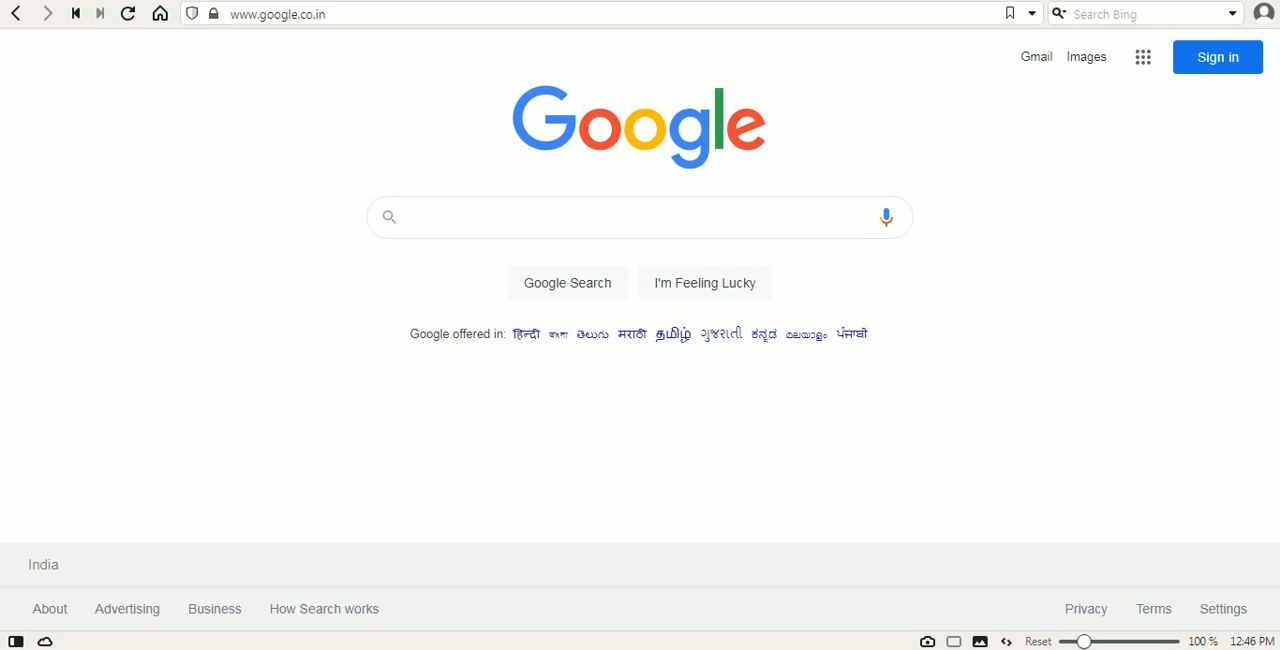 www.google.co.in Search Bing
Gmail Images Sign in
Google
Google Search I'm Feeling Lucky
Google offered in: हिन्दी বাংলা తెలుగు मराठी தமிழ் ગુજરાતી ಕನ್ನಡ മലയാളം ਪੰਜਾਬੀ
India
About Advertising Business How Search works Privacy Terms Settings
Reset 100 % 12:46 PM